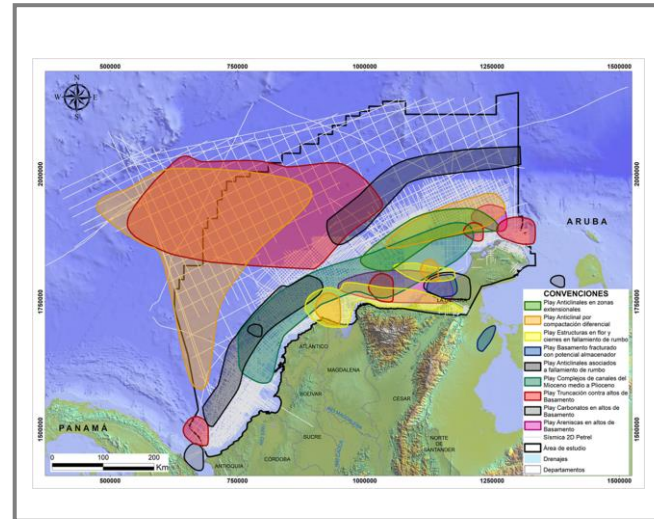 500000 750000 1000000 1250000 1500000
N
W E
S
2000000
2000000
ARUBA
1750000
1750000
CONVENCIONES
Play Anticlinales en zonas
extensionales
Play Anticlinal por
compactación diferencial
Play Estructuras en flor y
cierres en fallamiento de rumbo
Play Basamento fracturado
con potencial almacenador
Play Anticlinales asociados
a fallamiento de rumbo
Play Complejos de canales del
Mioceno medio a Plioceno
Play Truncación contra altos de
Basamento
Play Carbonatos en altos de
Basamento
Play Areniscas en altos de
Basamento
Sísmica 2D Petrel
Área de estudio
Drenajes
Departamentos
ATLÁNTICO
MAGDALENA
BOLÍVAR
CESAR
SUCRE
CÓRDOBA
NORTE
DE
SANTANDER
ANTIOQUIA
PANAMÁ
1500000
1500000
0 100 200
Km
500000 750000 1000000 1250000 1500000